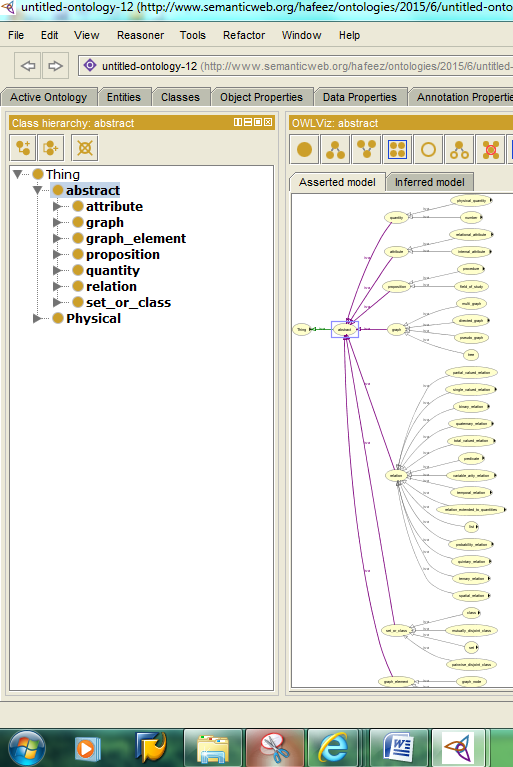 untitled-ontology-12 (http://www.semanticweb.org/hafeez/ontologies/2015/6/untitled-onto
File Edit View Reasoner Tools Refactor Window Help
untitled-ontology-12 (http://www.semanticweb.org/hafeez/ontologies/2015/6/untitled-
Active Ontology Entities Classes Object Properties Data Properties Annotation Propertie
Class hierarchy: abstract
Thing
abstract
attribute
graph
graph_element
proposition
quantity
relation
set_or_class
Physical
OWLViz: abstract
Asserted model Inferred model
physical_quantity
quantity
number
relational_attribute
attribute
internal_attribute
procedure
proposition
field_of_study
multi_graph
directed_graph
Thing
abstract
graph
pseudo_graph
tree
partial_valued_relation
single_valued_relation
binary_relation
quaternary_relation
total_valued_relation
predicate
relation
variable_arity_relation
temporal_relation
relation_extended_to_quantities
list
probability_relation
quintary_relation
ternary_relation
spatial_relation
class
set_or_class
mutually_disjoint_class
set
pairwise_disjoint_class
graph_element
graph_node